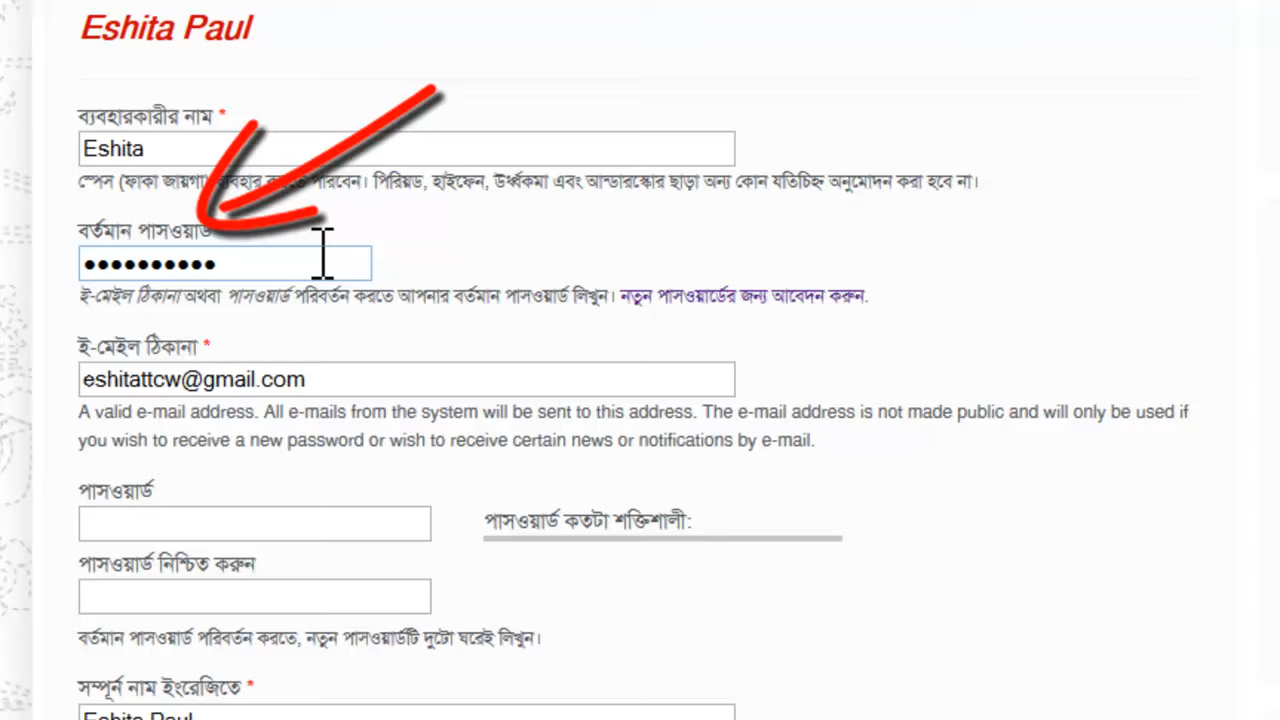 Eshita Paul
ব্যবহারকারীর নাম *
Eshita
স্পেস (ফাকা জায়গা) ব্যবহার করতে পারবেন। পিরিয়ড, হাইফেন, উর্ধ্বকমা এবং আন্ডারস্কোর ছাড়া অন্য কোন যতিচিহ্ন অনুমোদন করা হবে না।
বর্তমান পাসওয়ার্ড
••••••••••
ই-মেইল ঠিকানা অথবা পাসওয়ার্ড পরিবর্তন করতে আপনার বর্তমান পাসওয়ার্ড লিখুন। নতুন পাসওয়ার্ডের জন্য আবেদন করুন.
ই-মেইল ঠিকানা *
eshitattcw@gmail.com
A valid e-mail address. All e-mails from the system will be sent to this address. The e-mail address is not made public and will only be used if
you wish to receive a new password or wish to receive certain news or notifications by e-mail.
পাসওয়ার্ড
পাসওয়ার্ড কতটা শক্তিশালী:
পাসওয়ার্ড নিশ্চিত করুন
বর্তমান পাসওয়ার্ড পরিবর্তন করতে, নতুন পাসওয়ার্ডটি দুটো ঘরেই লিখুন।
সম্পূর্ন নাম ইংরেজিতে *
Eshita Paul